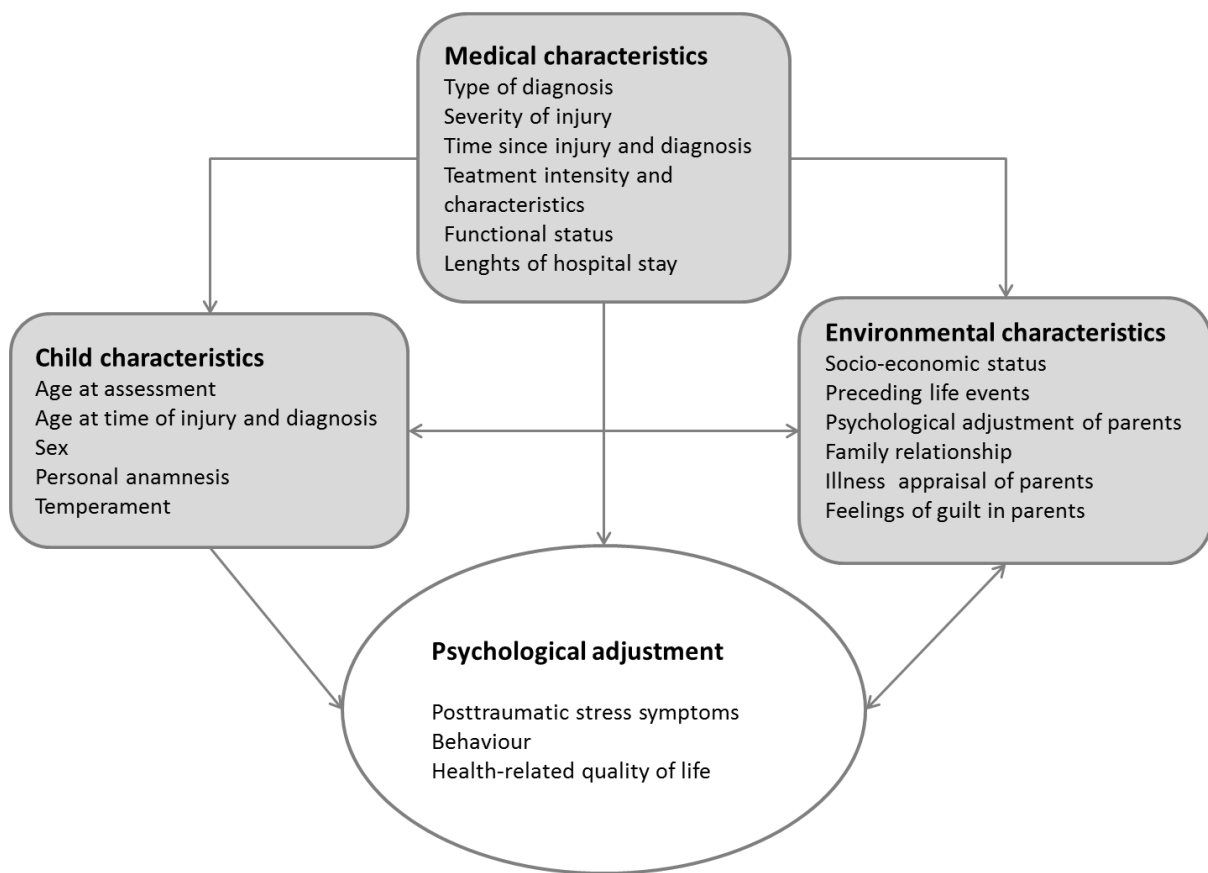 Medical characteristics
Type of diagnosis
Severity of injury
Time since injury and diagnosis
Teatment intensity and
characteristics
Functional status
Lenghts of hospital stay
Child characteristics
Age at assessment
Age at time of injury and diagnosis
Sex
Personal anamnesis
Temperament
Environmental characteristics
Socio-economic status
Preceding life events
Psychological adjustment of parents
Family relationship
Illness appraisal of parents
Feelings of guilt in parents
Psychological adjustment
Posttraumatic stress symptoms
Behaviour
Health-related quality of life